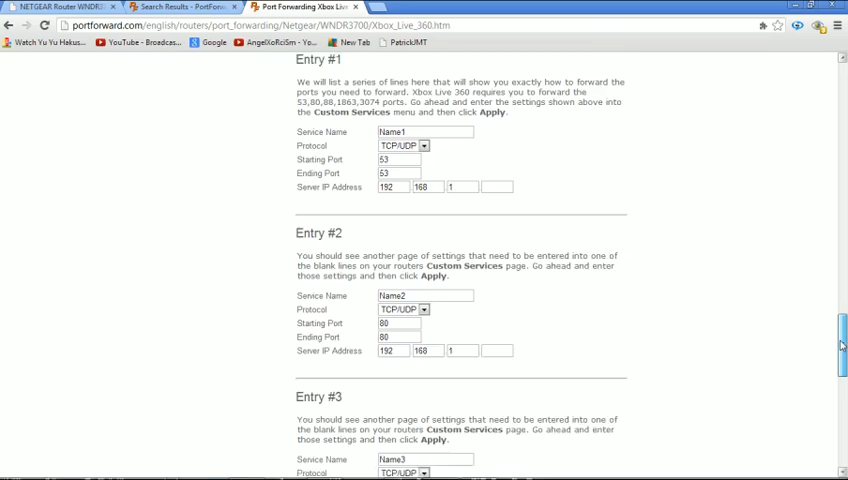 NETGEAR Router WNDR3
Search Results - PortForw
Port Forwarding Xbox Live
portforward.com/english/routers/port_forwarding/Netgear/WNDR3700/Xbox_Live_360.htm
Watch Yu Yu Hakus...
YouTube - Broadcas...
Google
AngelXoRciSm - Yo...
New Tab
PatrickJMT
Entry #1
We will list a series of lines here that will show you exactly how to forward the
ports you need to forward. Xbox Live 360 requires you to forward the
53,80,88,1863,3074 ports. Go ahead and enter the settings shown above into
the Custom Services menu and then click Apply.
Service Name Name1
Protocol TCP/UDP
Starting Port 53
Ending Port 53
Server IP Address 192 168 1
Entry #2
You should see another page of settings that need to be entered into one of
the blank lines on your routers Custom Services page. Go ahead and enter
those settings and then click Apply.
Service Name Name2
Protocol TCP/UDP
Starting Port 80
Ending Port 80
Server IP Address 192 168 1
Entry #3
You should see another page of settings that need to be entered into one of
the blank lines on your routers Custom Services page. Go ahead and enter
those settings and then click Apply.
Service Name Name3
Protocol TCP/UDP